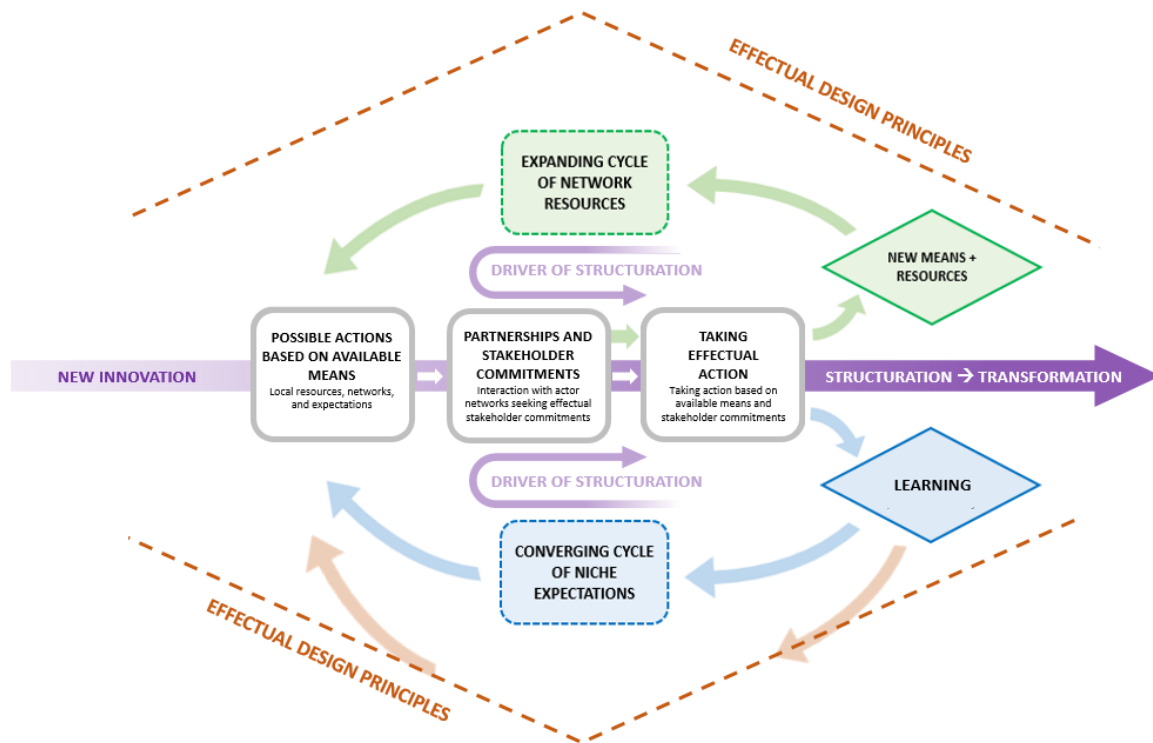 EFFECTUAL DESIGN PRINCIPLES
EXPANDING CYCLE
OF NETWORK
RESOURCES
NEW MEANS +
RESOURCES
DRIVER OF STRUCTURATION
NEW INNOVATION
POSSIBLE ACTIONS
BASED ON AVAILABLE
MEANS
Local resources, networks,
and expectations
PARTNERSHIPS AND
STAKEHOLDER
COMMITMENTS
Interaction with actor
networks seeking effectual
stakeholder commitments
TAKING
EFFECTUAL
ACTION
Taking action based on
available means and
stakeholder commitments
STRUCTURATION → TRANSFORMATION
DRIVER OF STRUCTURATION
LEARNING
CONVERGING CYCLE
OF NICHE
EXPECTATIONS
EFFECTUAL DESIGN PRINCIPLES